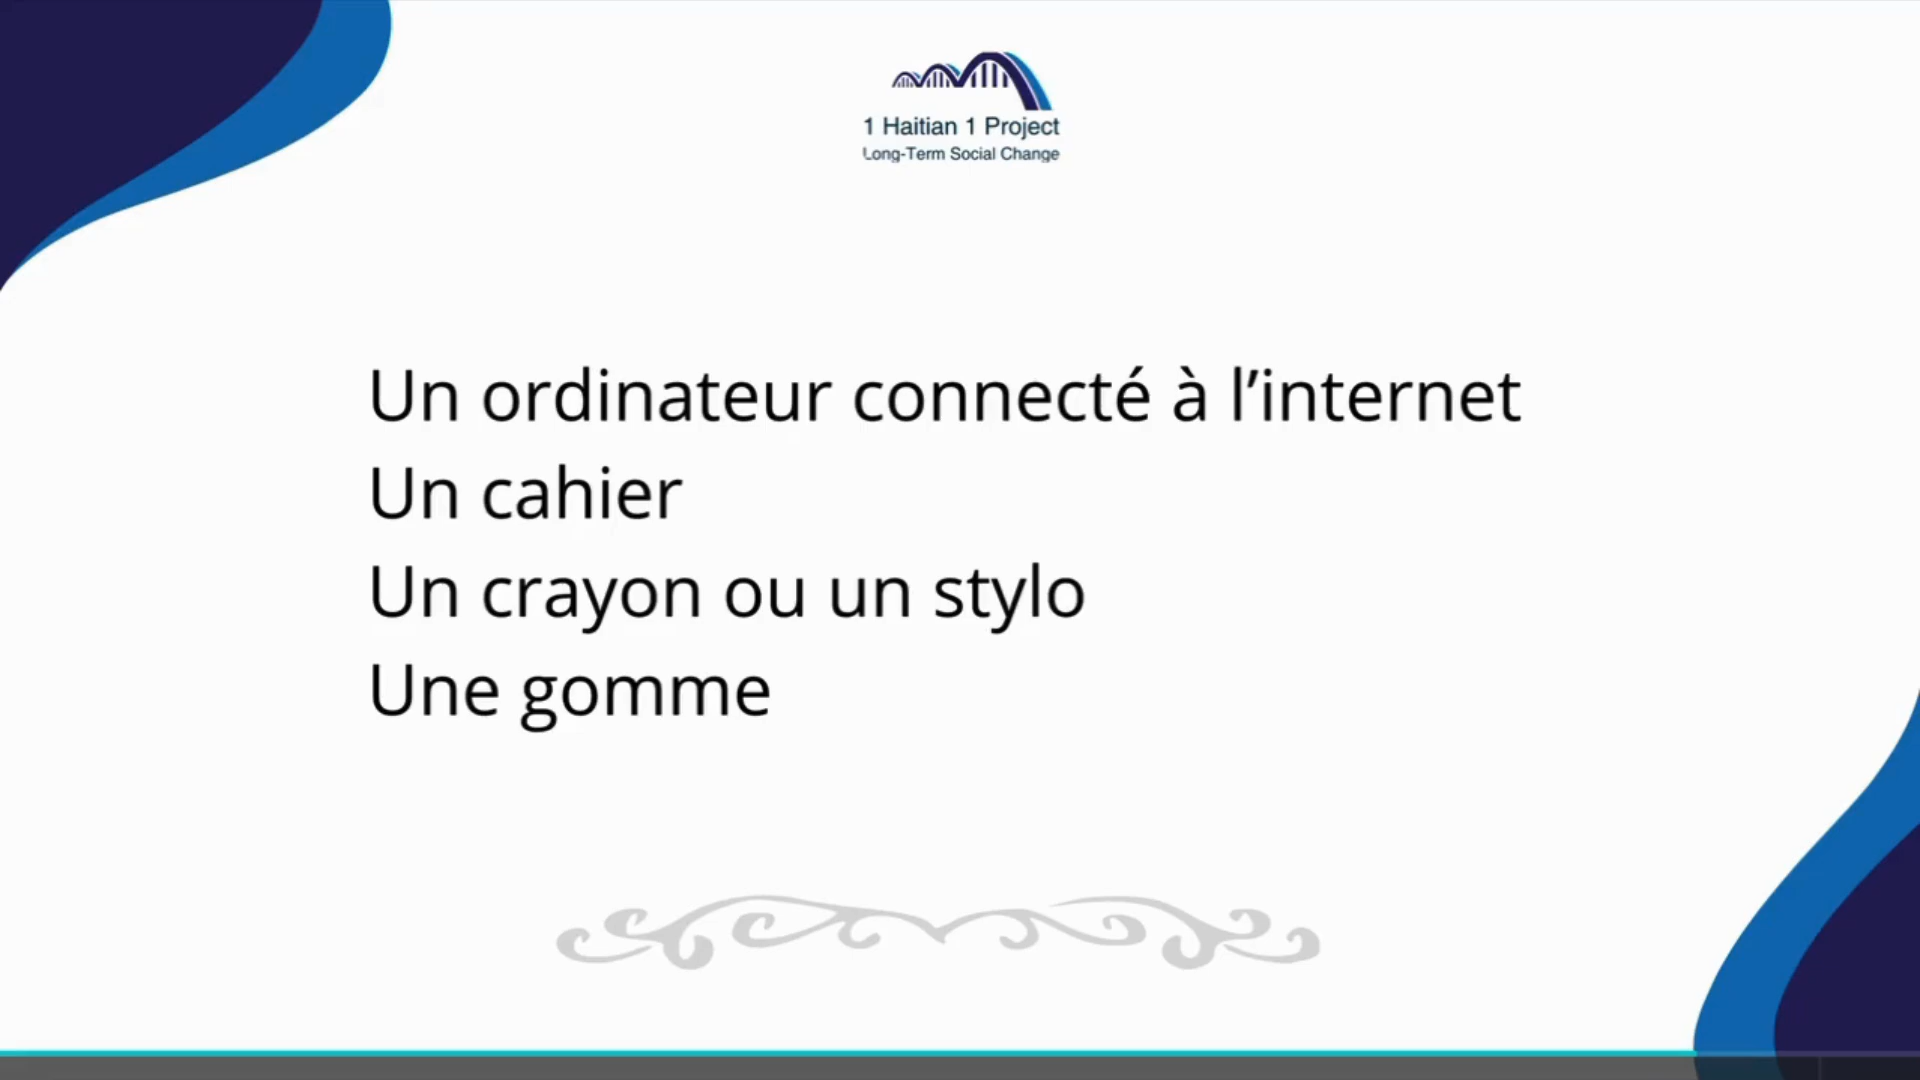 1 Haitian 1 Project
Long-Term Social Change
Un ordinateur connecté à l’internet
Un cahier
Un crayon ou un stylo
Une gomme